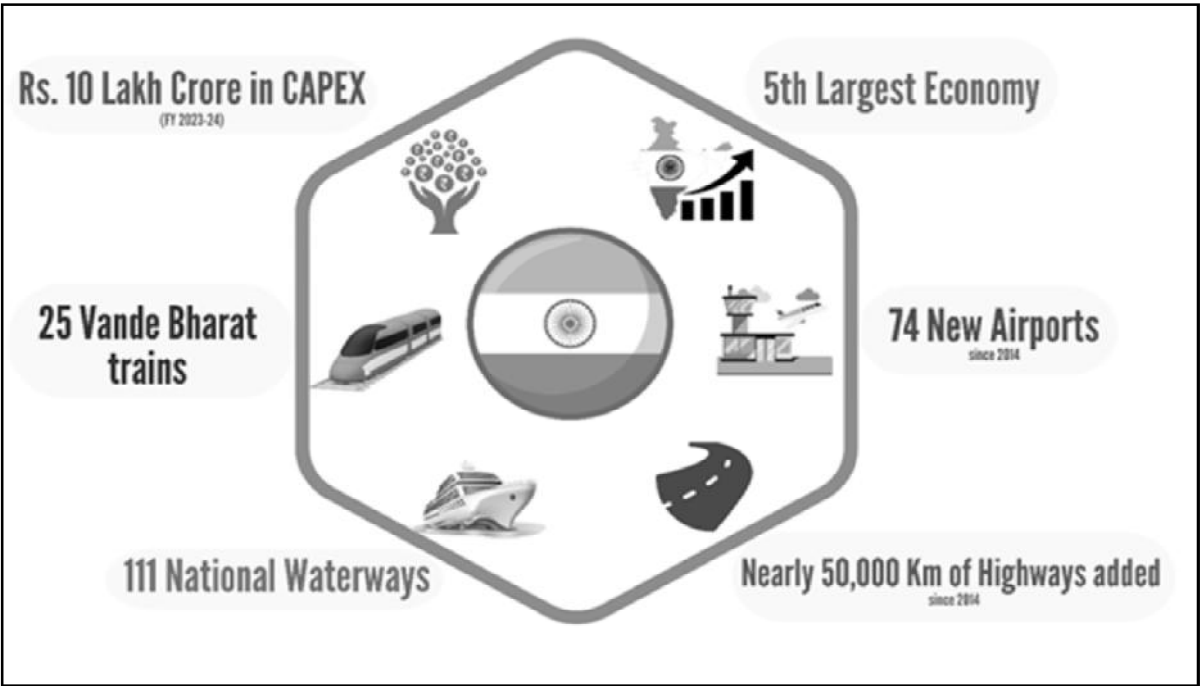 Rs. 10 Lakh Crore in CAPEX
(FY 2023-24)
5th Largest Economy
25 Vande Bharat
trains
74 New Airports
since 2014
111 National Waterways
Nearly 50,000 Km of Highways added
since 2014